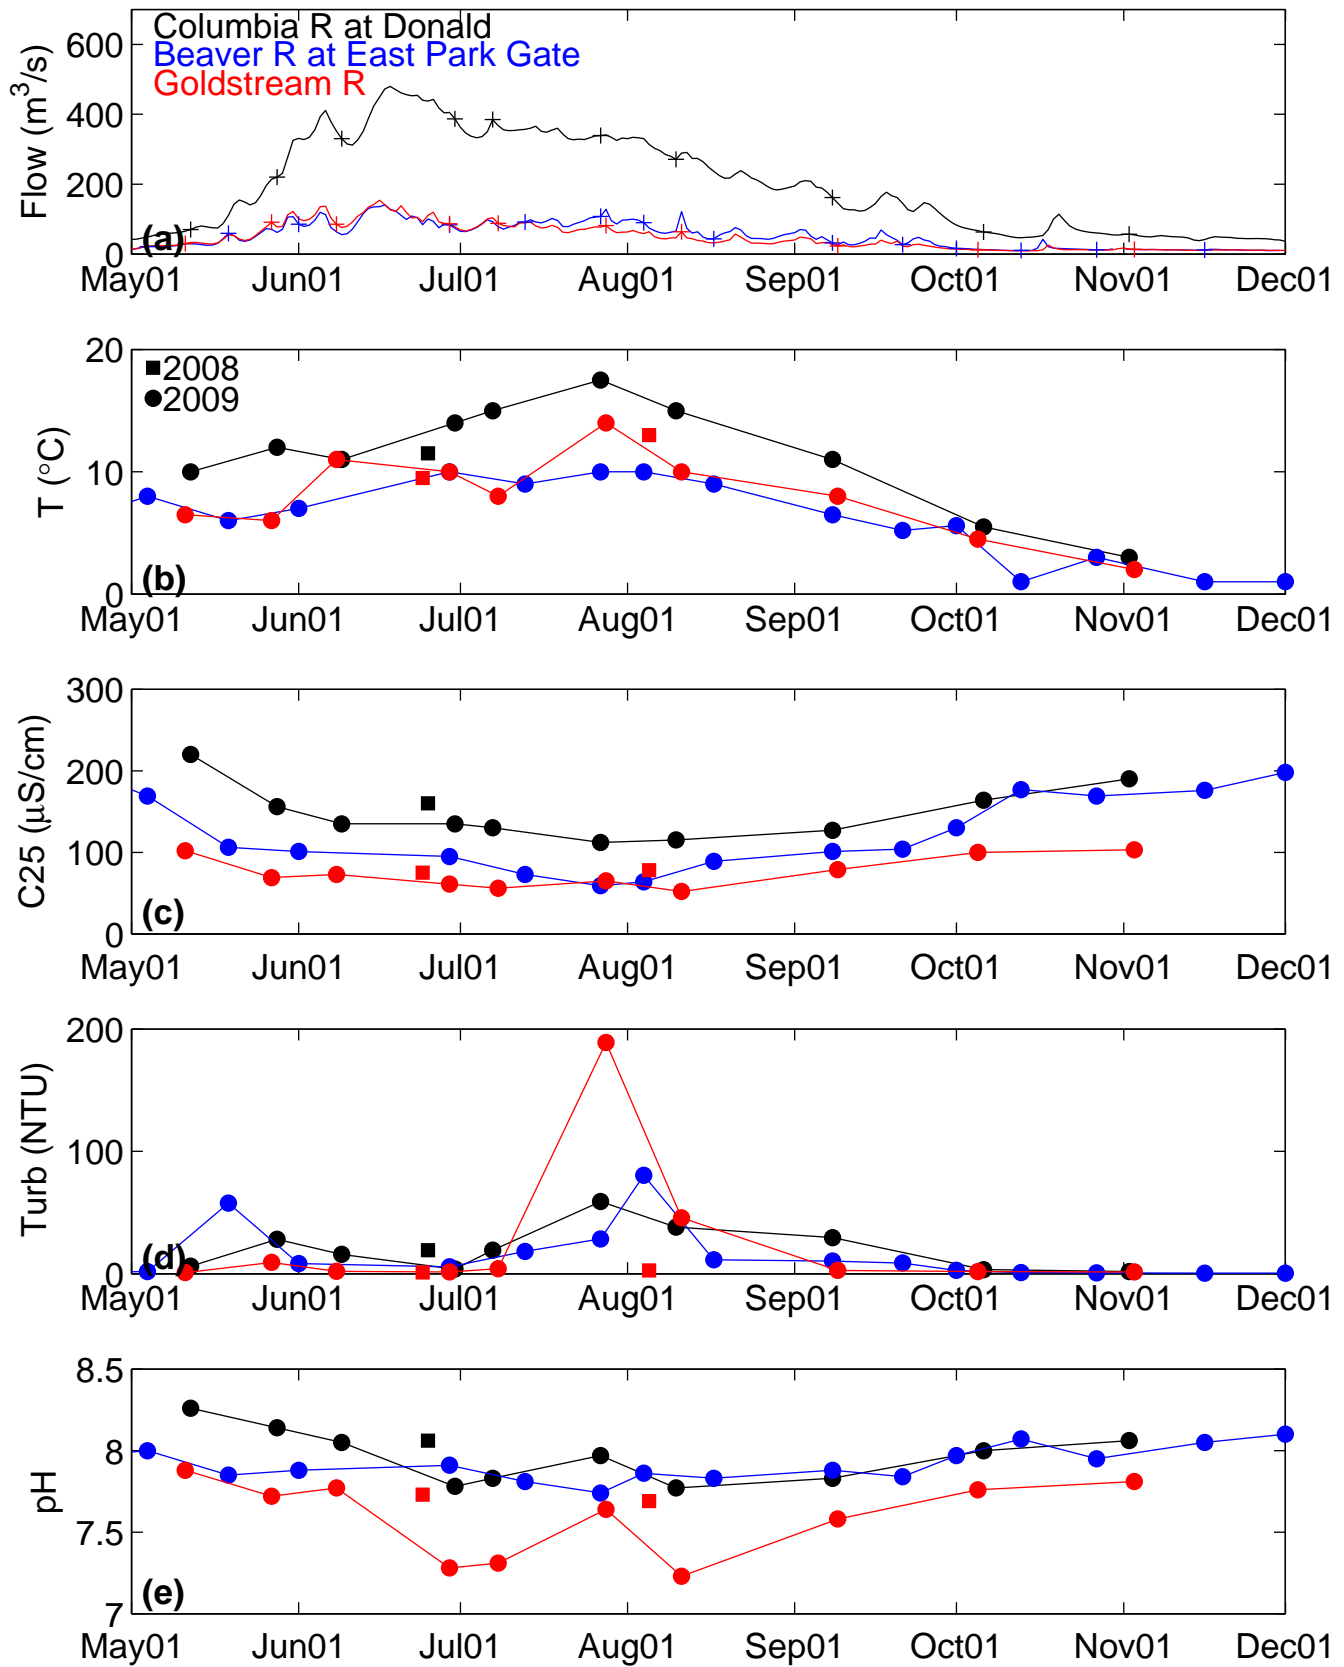 Columbia R at Donald
Beaver R at East Park Gate
Goldstream R
Flow (m³/s)
600
400
200
0
(a)
May01 Jun01 Jul01 Aug01 Sep01 Oct01 Nov01 Dec01
2008
2009
T (°C)
20
10
0
(b)
May01 Jun01 Jul01 Aug01 Sep01 Oct01 Nov01 Dec01
C25 (µS/cm)
300
200
100
0
(c)
May01 Jun01 Jul01 Aug01 Sep01 Oct01 Nov01 Dec01
Turb (NTU)
200
100
0
(d)
May01 Jun01 Jul01 Aug01 Sep01 Oct01 Nov01 Dec01
pH
8.5
8
7.5
7
(e)
May01 Jun01 Jul01 Aug01 Sep01 Oct01 Nov01 Dec01